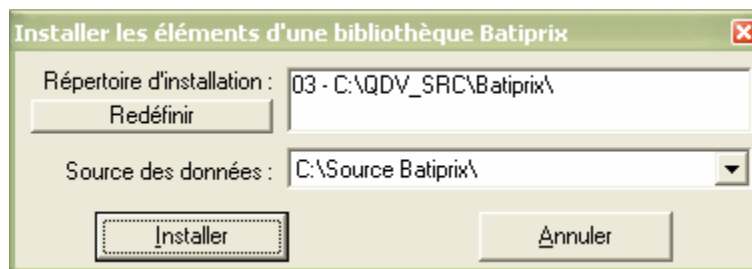 Installer les éléments d'une bibliothèque Batiprix
Répertoire d'installation : 03 - C:\QDV_SRC\Batiprix\
Redéfinir
Source des données : C:\Source Batiprix\
Installer Annuler